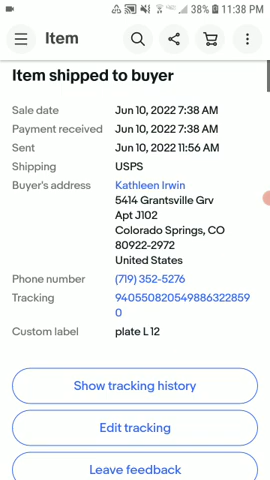 38% 11:38 PM
Item
Item shipped to buyer
Sale date Jun 10, 2022 7:38 AM
Payment received Jun 10, 2022 7:38 AM
Sent Jun 10, 2022 11:56 AM
Shipping USPS
Buyer's address Kathleen Irwin
5414 Grantsville Grv
Apt J102
Colorado Springs, CO
80922-2972
United States
Phone number (719) 352-5276
Tracking 940550820549886322859
0
Custom label plate L 12
Show tracking history
Edit tracking
Leave feedback